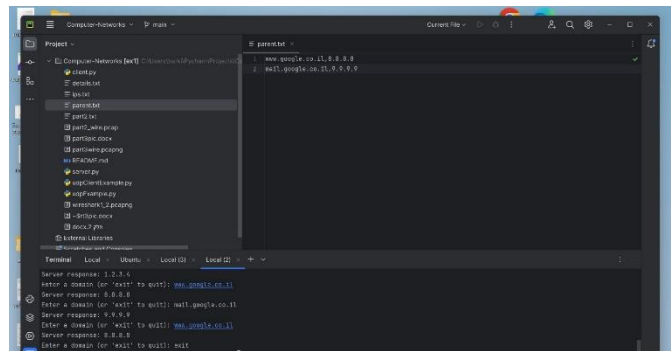 Computer-Networks
main
Current File
Project
parent.txt
Computer-Networks [ex1]
client.py
details.txt
ips.txt
parent.txt
part2.txt
part2_wire.pcap
part3pic.docx
part3wire.pcapng
README.md
server.py
udpClientExample.py
udpExample.py
wireshark1_2.pcapng
External Libraries
Scratches and Consoles
1 www.google.co.il,8.8.8.8
2 mail.google.co.il,9.9.9.9
Terminal Local Ubuntu Local (3) Local (2)
Server response: 1.2.3.4
Enter a domain (or 'exit' to quit): www.google.co.il
Server response: 8.8.8.8
Enter a domain (or 'exit' to quit): mail.google.co.il
Server response: 9.9.9.9
Enter a domain (or 'exit' to quit): www.google.co.il
Server response: 8.8.8.8
Enter a domain (or 'exit' to quit): exit